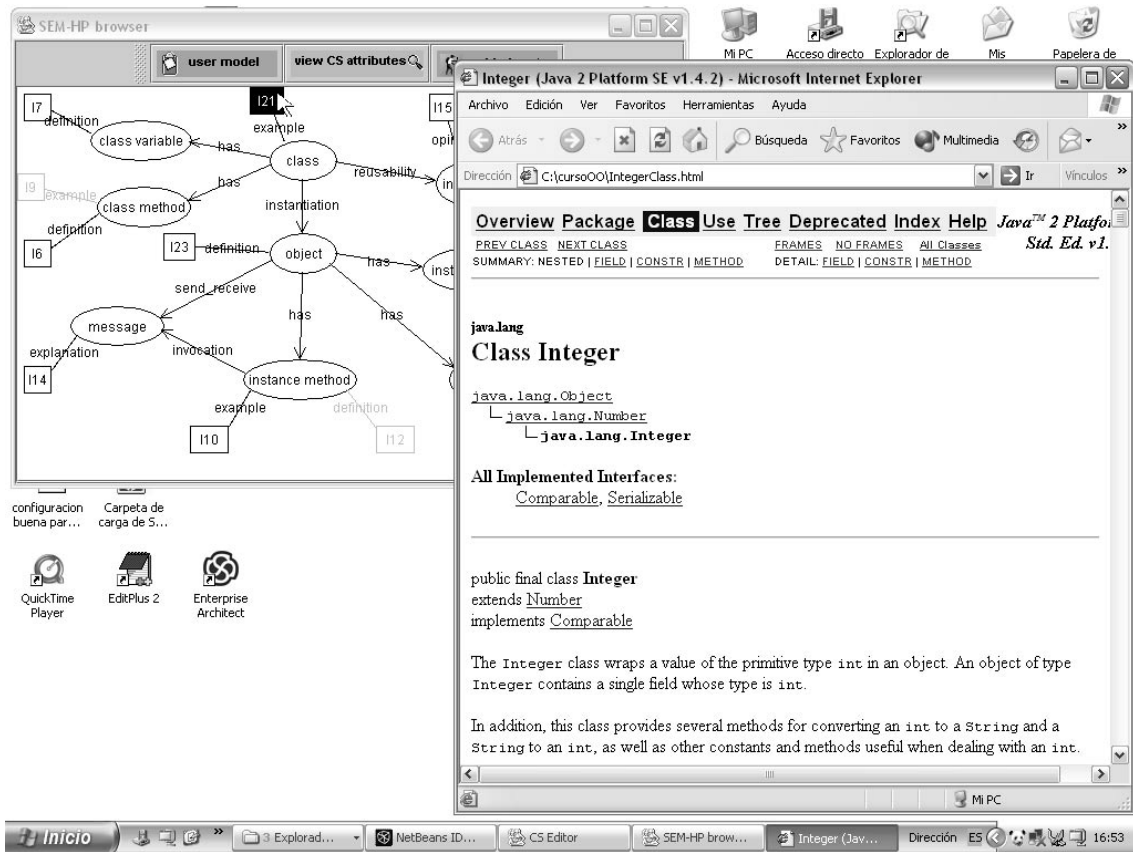 SEM-HP browser
user model
view CS attributes
I7
definition
class variable
has
I21
example
class
I15
reusability
I9
example
class method
has
instantiation
definition
I6
I23
definition
object
has
send_receive
message
has
has
explanation
invocation
I14
instance method
example
definition
I10
I12
Mi PC
Acceso directo
Explorador de
Mis
Papelera de
Integer (Java 2 Platform SE v1.4.2) - Microsoft Internet Explorer
Archivo Edición Ver Favoritos Herramientas Ayuda
Atrás Búsqueda Favoritos Multimedia »
Dirección C:\cursoOO\IntegerClass.html Ir Vínculos »
Overview Package Class Use Tree Deprecated Index Help Java™ 2 Platfo
PREV CLASS NEXT CLASS FRAMES NO FRAMES All Classes Std. Ed. v1.
SUMMARY: NESTED | FIELD | CONSTR | METHOD DETAIL: FIELD | CONSTR | METHOD
java.lang
Class Integer
java.lang.Object
java.lang.Number
java.lang.Integer
All Implemented Interfaces:
Comparable, Serializable
public final class Integer
extends Number
implements Comparable
The Integer class wraps a value of the primitive type int in an object. An object of type
Integer contains a single field whose type is int.
In addition, this class provides several methods for converting an int to a String and a
String to an int, as well as other constants and methods useful when dealing with an int.
Mi PC
configuracion
buena par...
Carpeta de
carga de S...
QuickTime
Player
EditPlus 2
Enterprise
Architect
Inicio » 3 Explorad... NetBeans ID... CS Editor SEM-HP brow... Integer (Jav... Dirección ES 16:53